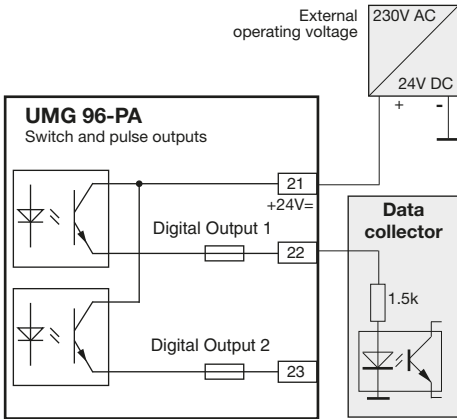 External
operating voltage
230V AC
24V DC
+ -
UMG 96-PA
Switch and pulse outputs
21
+24V=
Digital Output 1
22
Data
collector
1.5k
Digital Output 2
23